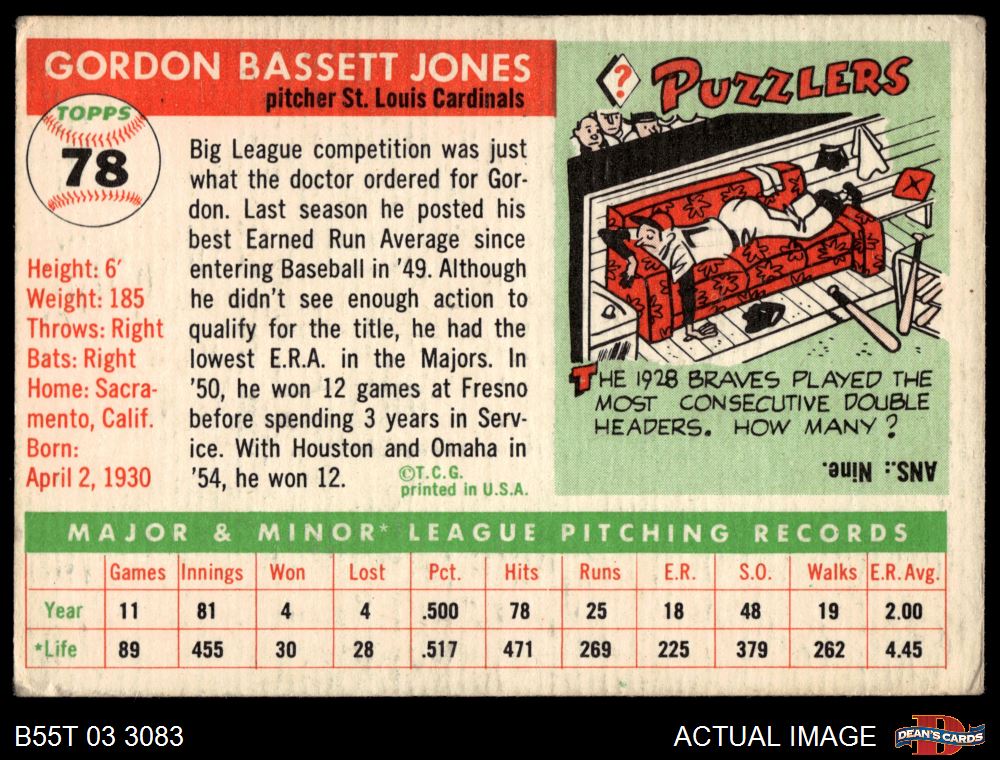 GORDON BASSETT JONES
pitcher St. Louis Cardinals
TOPPS
78
Height: 6′
Weight: 185
Throws: Right
Bats: Right
Home: Sacra-
mento, Calif.
Born:
April 2, 1930
Big League competition was just
what the doctor ordered for Gor-
don. Last season he posted his
best Earned Run Average since
entering Baseball in '49. Although
he didn't see enough action to
qualify for the title, he had the
lowest E.R.A. in the Majors. In
'50, he won 12 games at Fresno
before spending 3 years in Serv-
ice. With Houston and Omaha in
'54, he won 12.
©T.C.G.
printed in U.S.A.
?
PUZZLERS
THE 1928 BRAVES PLAYED THE
MOST CONSECUTIVE DOUBLE
HEADERS. HOW MANY?
ANS.: Nine.
MAJOR & MINOR* LEAGUE PITCHING RECORDS
Games Innings Won Lost Pct. Hits Runs E.R. S.O. Walks E.R.Avg.
Year 11 81 4 4 .500 78 25 18 48 19 2.00
*Life 89 455 30 28 .517 471 269 225 379 262 4.45
B55T 03 3083
ACTUAL IMAGE
DEAN'S CARDS